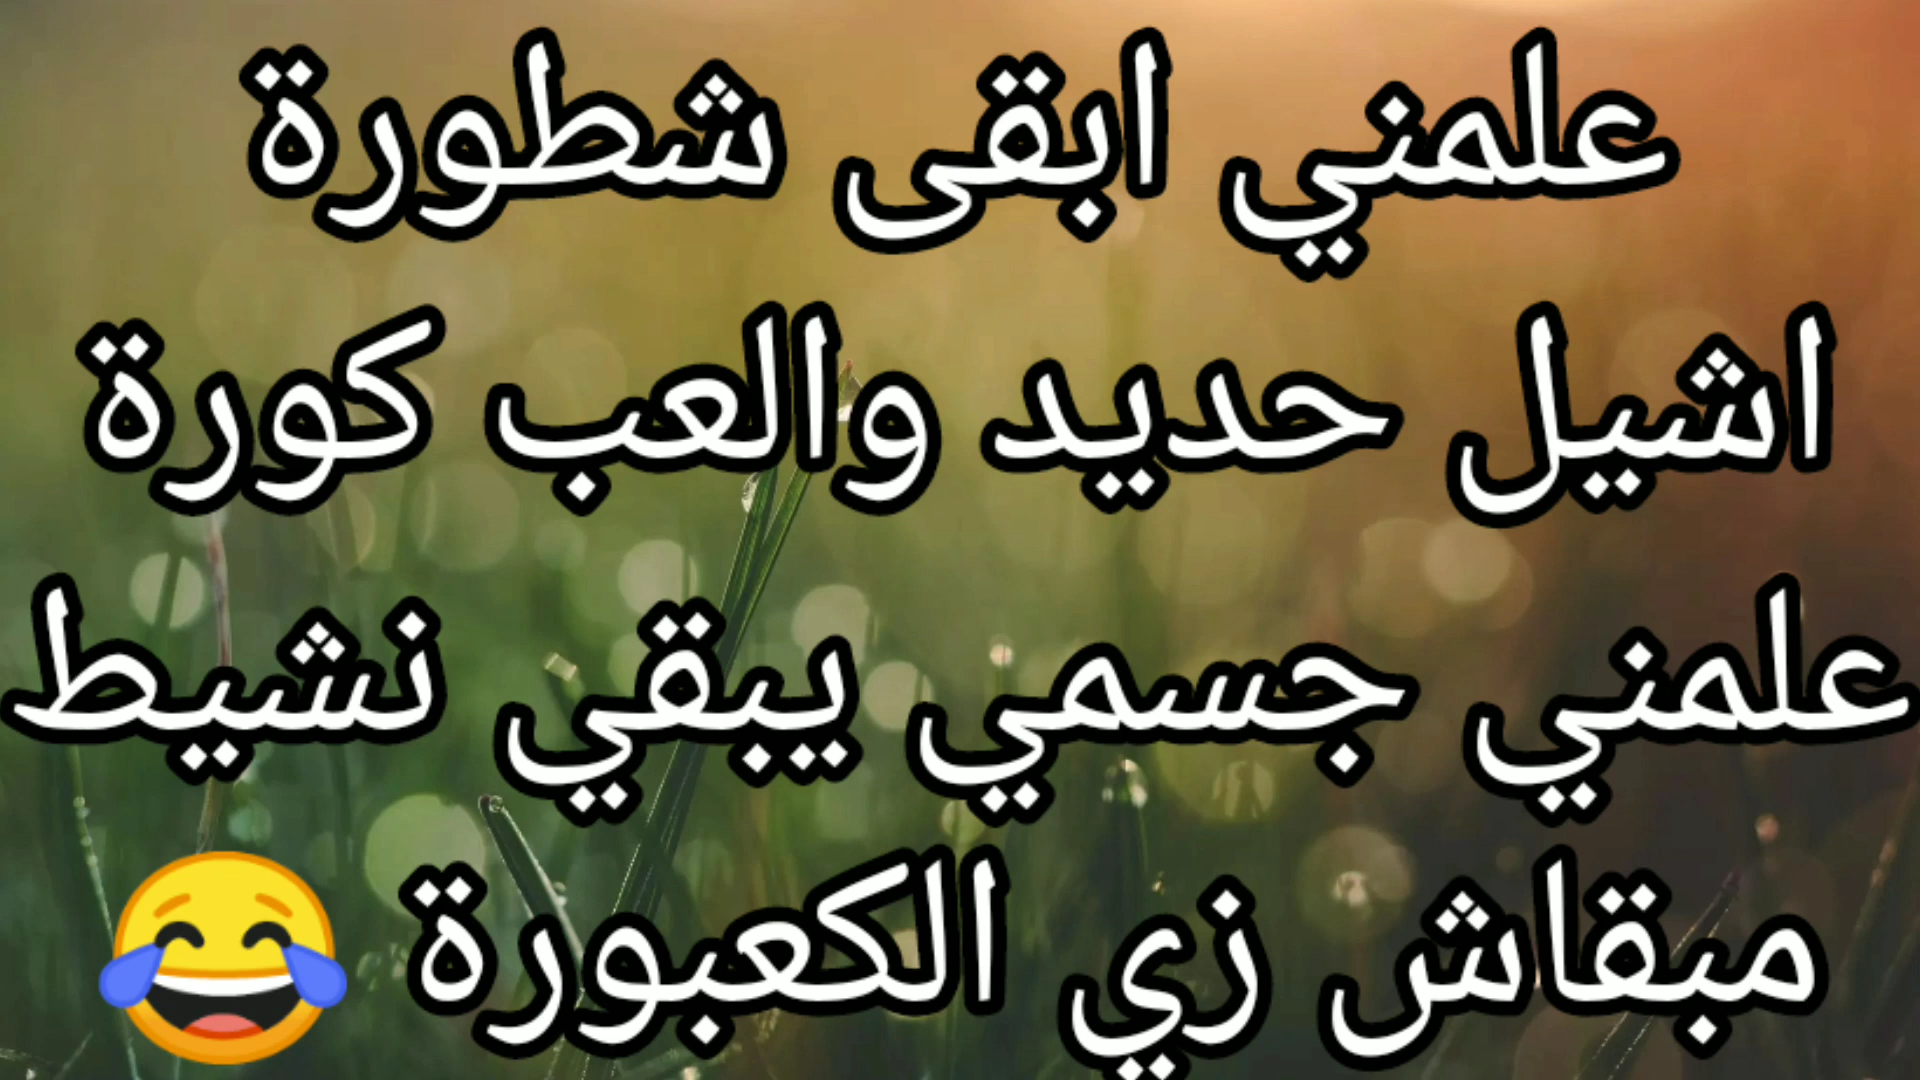 علمني ابقى شطورة
اشيل حديد والعب كورة
علمني جسمي يبقي نشيط
مبقاش زي الكعبورة 😂